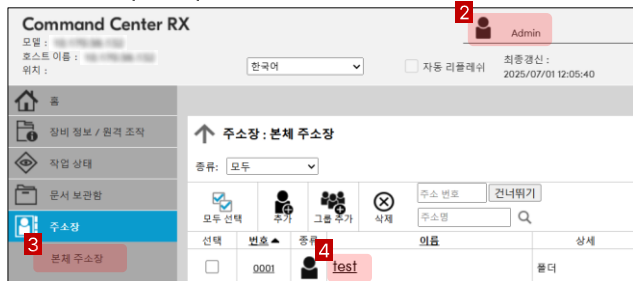 Command Center RX
2
Admin
모델 :
호스트 이름 :
위치 :
한국어
자동 리플레쉬
최종갱신 :
2025/07/01 12:05:40
홈
장비 정보 / 원격 조작
작업 상태
문서 보관함
주소장
3
본체 주소장
주소장 : 본체 주소장
종류: 모두
모두 선택
추가
그룹 추가
삭제
주소 번호
건너뛰기
주소명
선택 번호 종류 이름 상세
4
0001 test 폴더